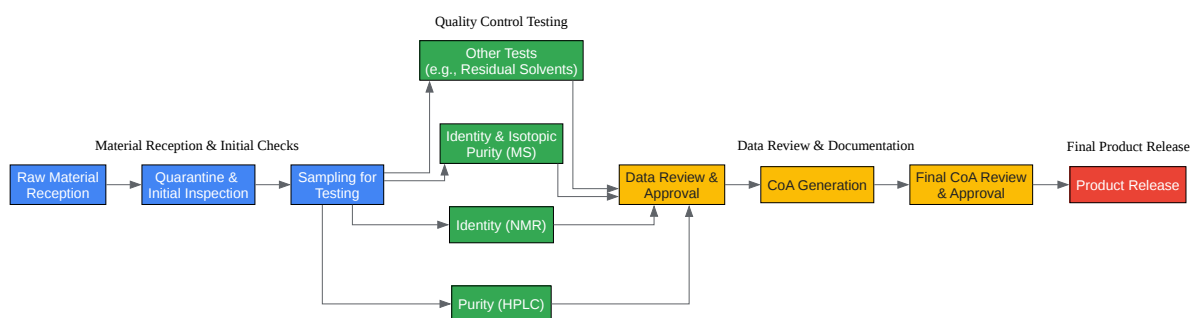 Quality Control Testing
Other Tests
(e.g., Residual Solvents)
Material Reception & Initial Checks
Identity & Isotopic
Purity (MS)
Data Review & Documentation
Final Product Release
Raw Material
Reception
Quarantine &
Initial Inspection
Sampling for
Testing
Data Review &
Approval
CoA Generation
Final CoA Review
& Approval
Product Release
Identity (NMR)
Purity (HPLC)